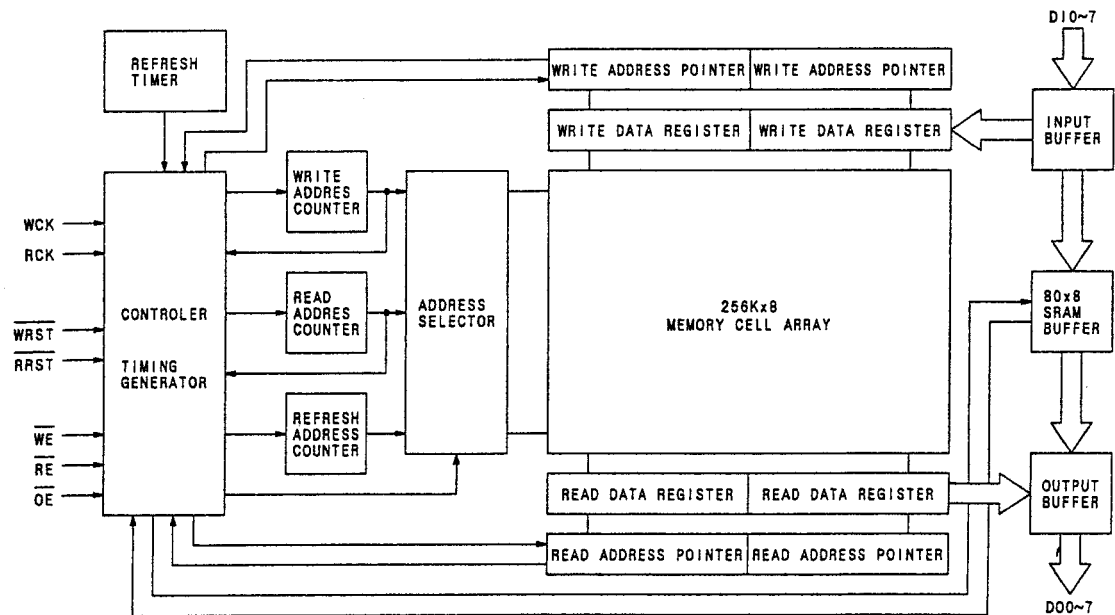 DI0~7
REFRESH
TIMER
WRITE ADDRESS POINTER WRITE ADDRESS POINTER
WRITE DATA REGISTER WRITE DATA REGISTER
INPUT
BUFFER
WRITE
ADDRES
COUNTER
WCK
RCK
READ
ADDRES
COUNTER
ADDRESS
SELECTOR
256Kx8
MEMORY CELL ARRAY
80x8
SRAM
BUFFER
CONTROLER
TIMING
GENERATOR
WRST
RRST
REFRESH
ADDRESS
COUNTER
WE
RE
OE
READ DATA REGISTER READ DATA REGISTER
OUTPUT
BUFFER
READ ADDRESS POINTER READ ADDRESS POINTER
DO0~7